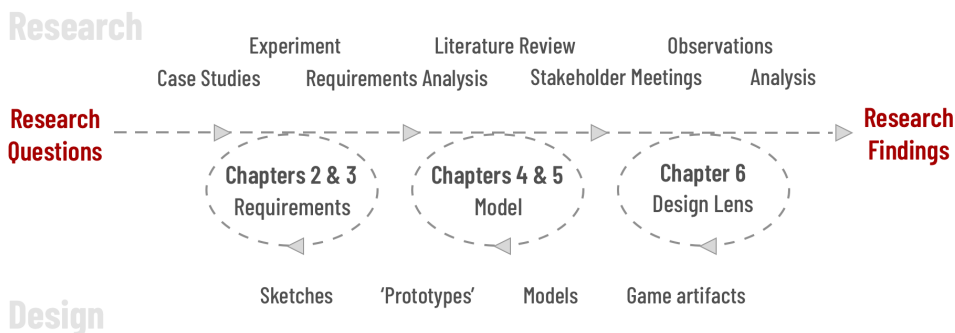 Research
Experiment Literature Review Observations
Case Studies Requirements Analysis Stakeholder Meetings Analysis
Research
Questions
Chapters 2 & 3
Requirements
Chapters 4 & 5
Model
Chapter 6
Design Lens
Research
Findings
Sketches ‘Prototypes’ Models Game artifacts
Design